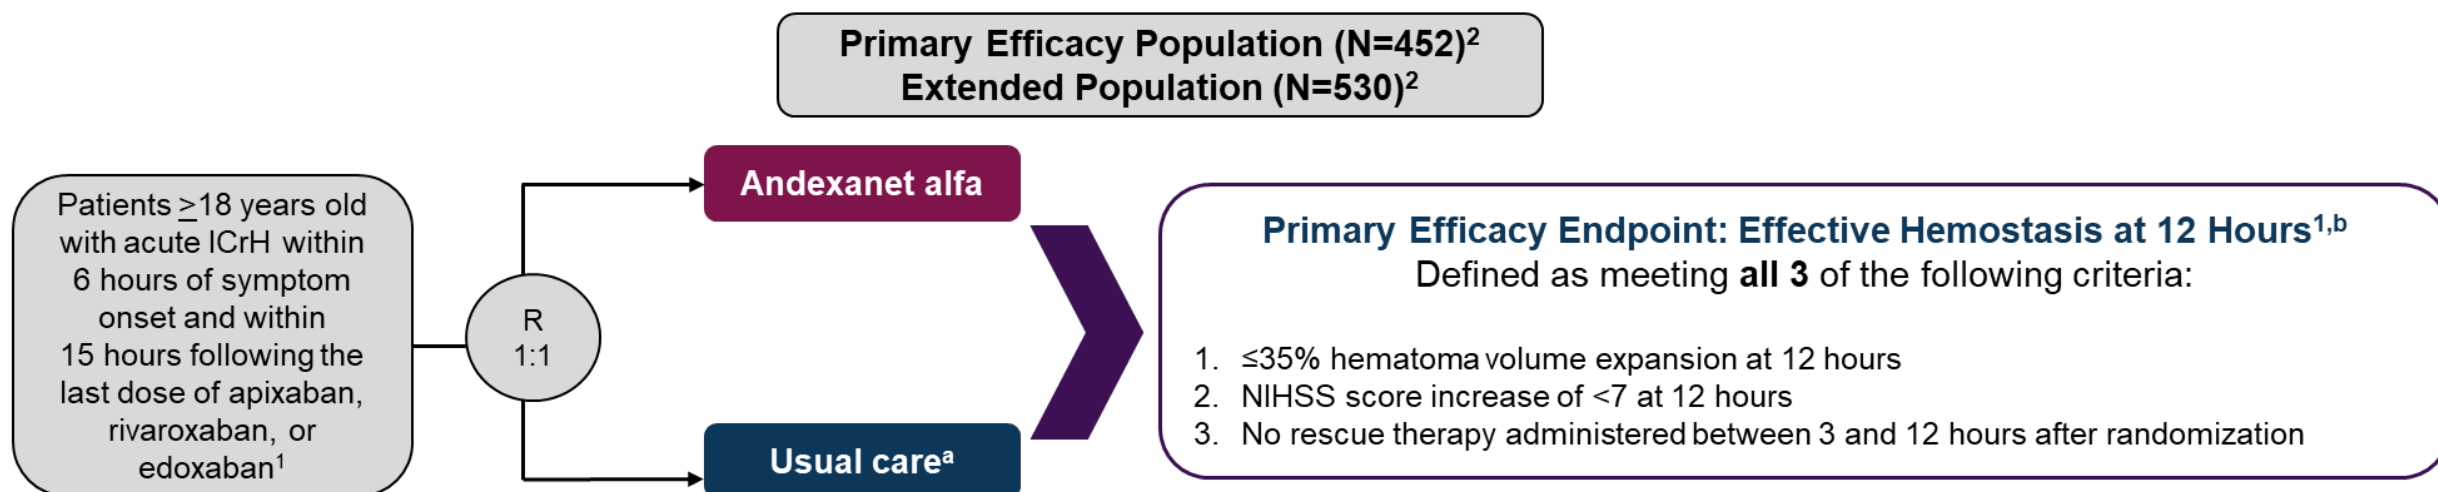 Primary Efficacy Population (N=452)²
Extended Population (N=530)²
Patients ≥18 years old
with acute ICrH within
6 hours of symptom
onset and within
15 hours following the
last dose of apixaban,
rivaroxaban, or
edoxaban¹
R
1:1
Andexanet alfa
Usual careᵃ
Primary Efficacy Endpoint: Effective Hemostasis at 12 Hours¹,ᵇ
Defined as meeting all 3 of the following criteria:
1. ≤35% hematoma volume expansion at 12 hours
2. NIHSS score increase of <7 at 12 hours
3. No rescue therapy administered between 3 and 12 hours after randomization